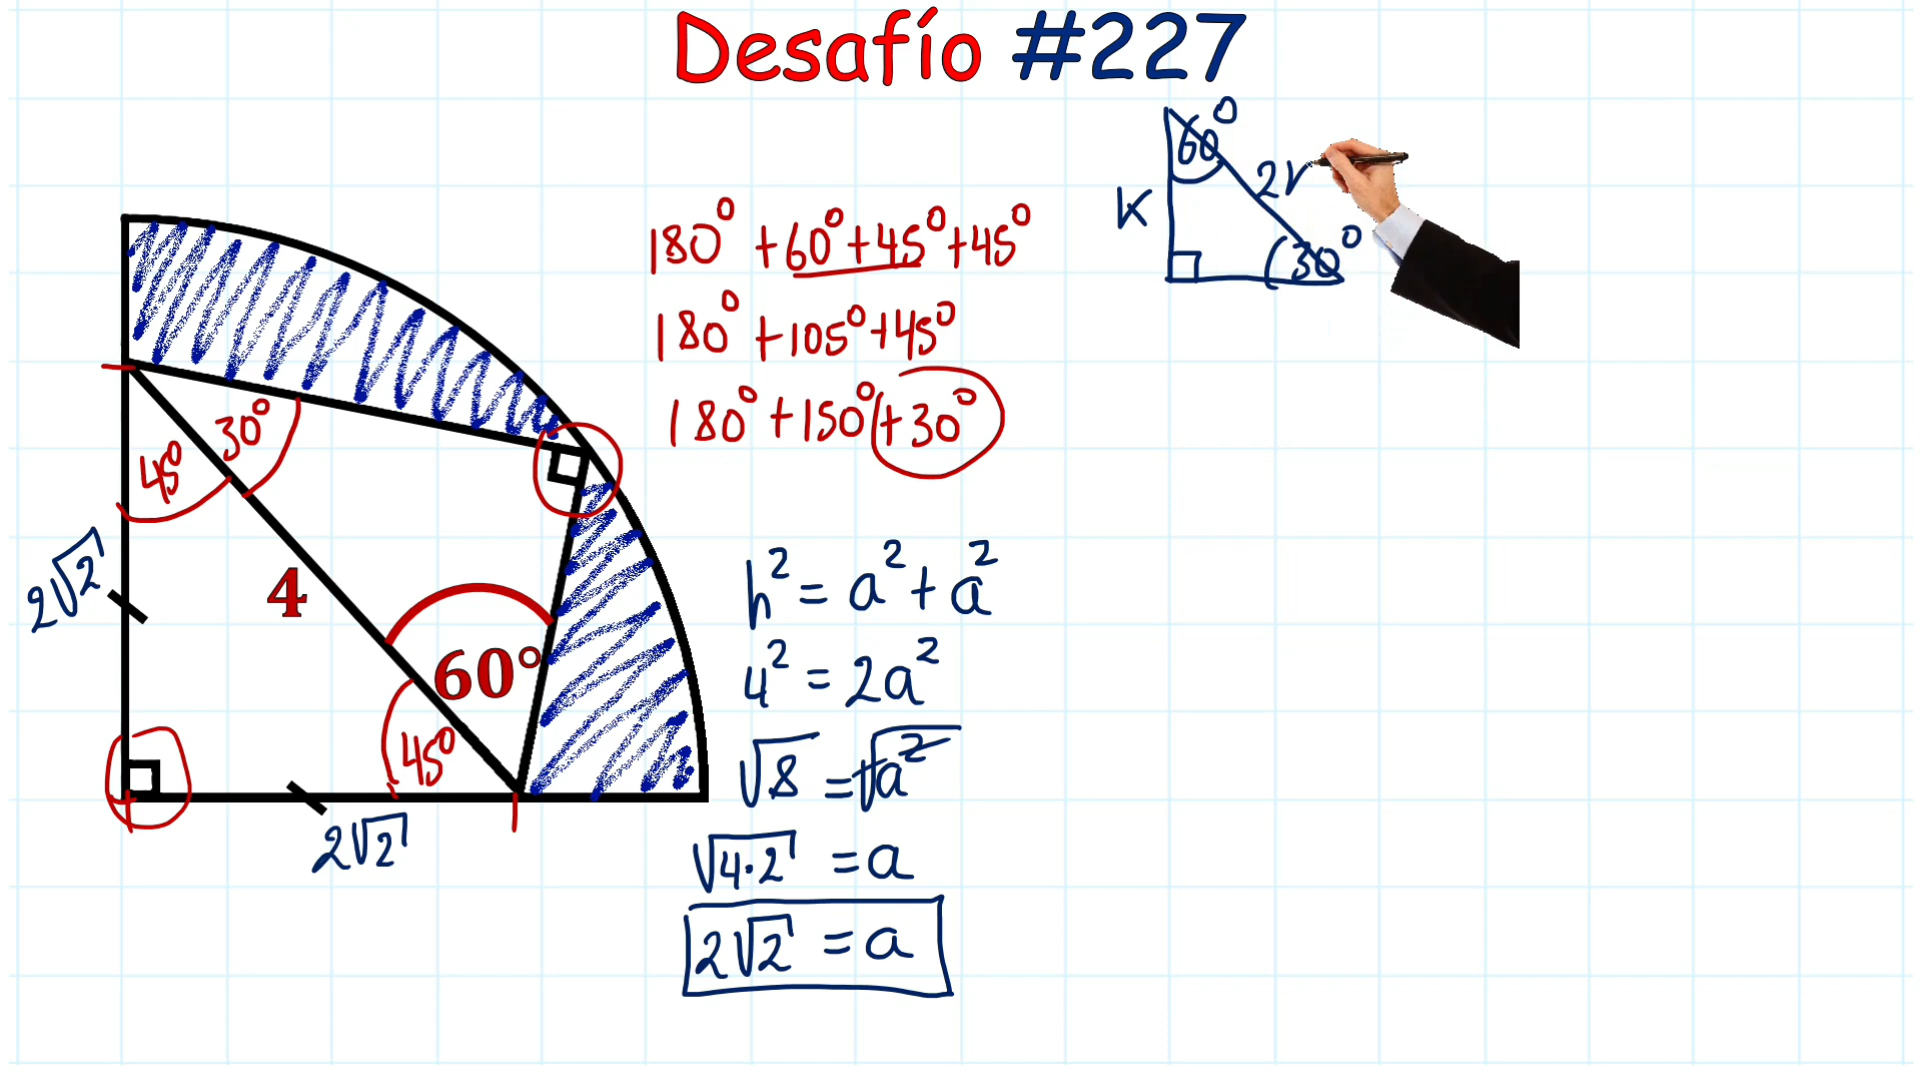 Desafío #227
60°
K
2
30°
180° + 60° + 45° + 45°
180° + 105° + 45°
180° + 150° + 30°
30°
45°
2√2
4
60°
45°
2√2
h² = a² + a²
4² = 2a²
√8 = √a²
√4·2 = a
2√2 = a